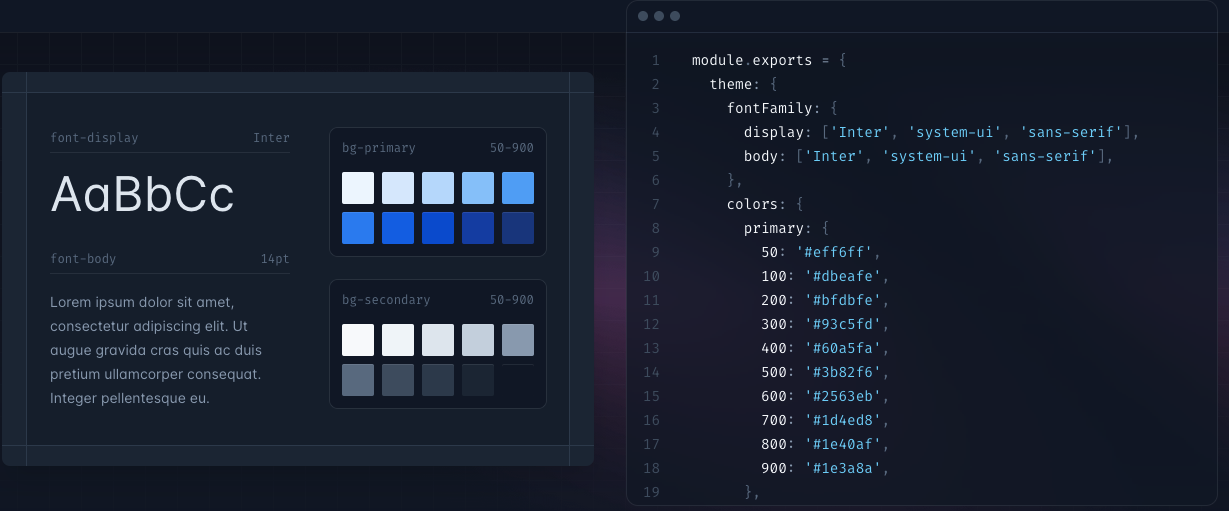 font-display Inter
AaBbCc
font-body 14pt
Lorem ipsum dolor sit amet,
consectetur adipiscing elit. Ut
augue gravida cras quis ac duis
pretium ullamcorper consequat.
Integer pellentesque eu.
bg-primary 50-900
bg-secondary 50-900
1 module.exports = {
2 theme: {
3 fontFamily: {
4 display: ['Inter', 'system-ui', 'sans-serif'],
5 body: ['Inter', 'system-ui', 'sans-serif'],
6 },
7 colors: {
8 primary: {
9 50: '#eff6ff',
10 100: '#dbeafe',
11 200: '#bfdbfe',
12 300: '#93c5fd',
13 400: '#60a5fa',
14 500: '#3b82f6',
15 600: '#2563eb',
16 700: '#1d4ed8',
17 800: '#1e40af',
18 900: '#1e3a8a',
19 },